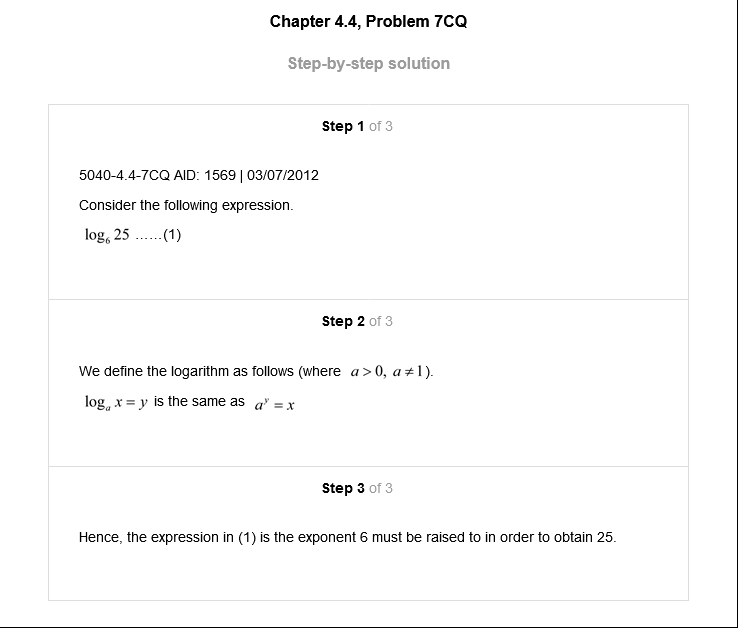 Chapter 4.4, Problem 7CQ
Step-by-step solution
Step 1 of 3
5040-4.4-7CQ AID: 1569 | 03/07/2012
Consider the following expression.
log₆ 25 ……(1)
Step 2 of 3
We define the logarithm as follows (where a > 0, a ≠ 1).
logₐ x = y is the same as aʸ = x
Step 3 of 3
Hence, the expression in (1) is the exponent 6 must be raised to in order to obtain 25.